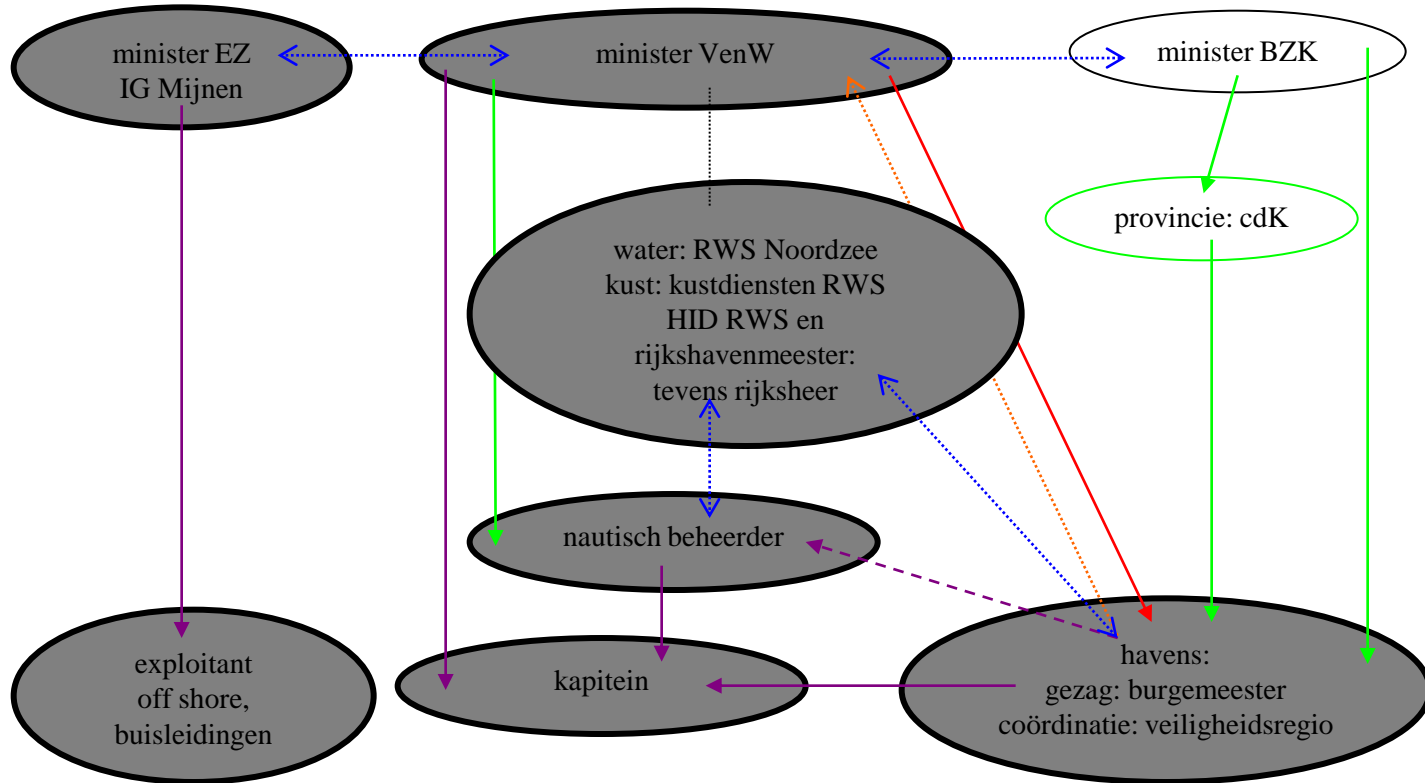 minister EZ
IG Mijnen
minister VenW
minister BZK
provincie: cdK
water: RWS Noordzee
kust: kustdiensten RWS
HID RWS en
rijkshavenmeester:
tevens rijksheer
nautisch beheerder
kapitein
exploitant
off shore,
buisleidingen
havens:
gezag: burgemeester
coördinatie: veiligheidsregio